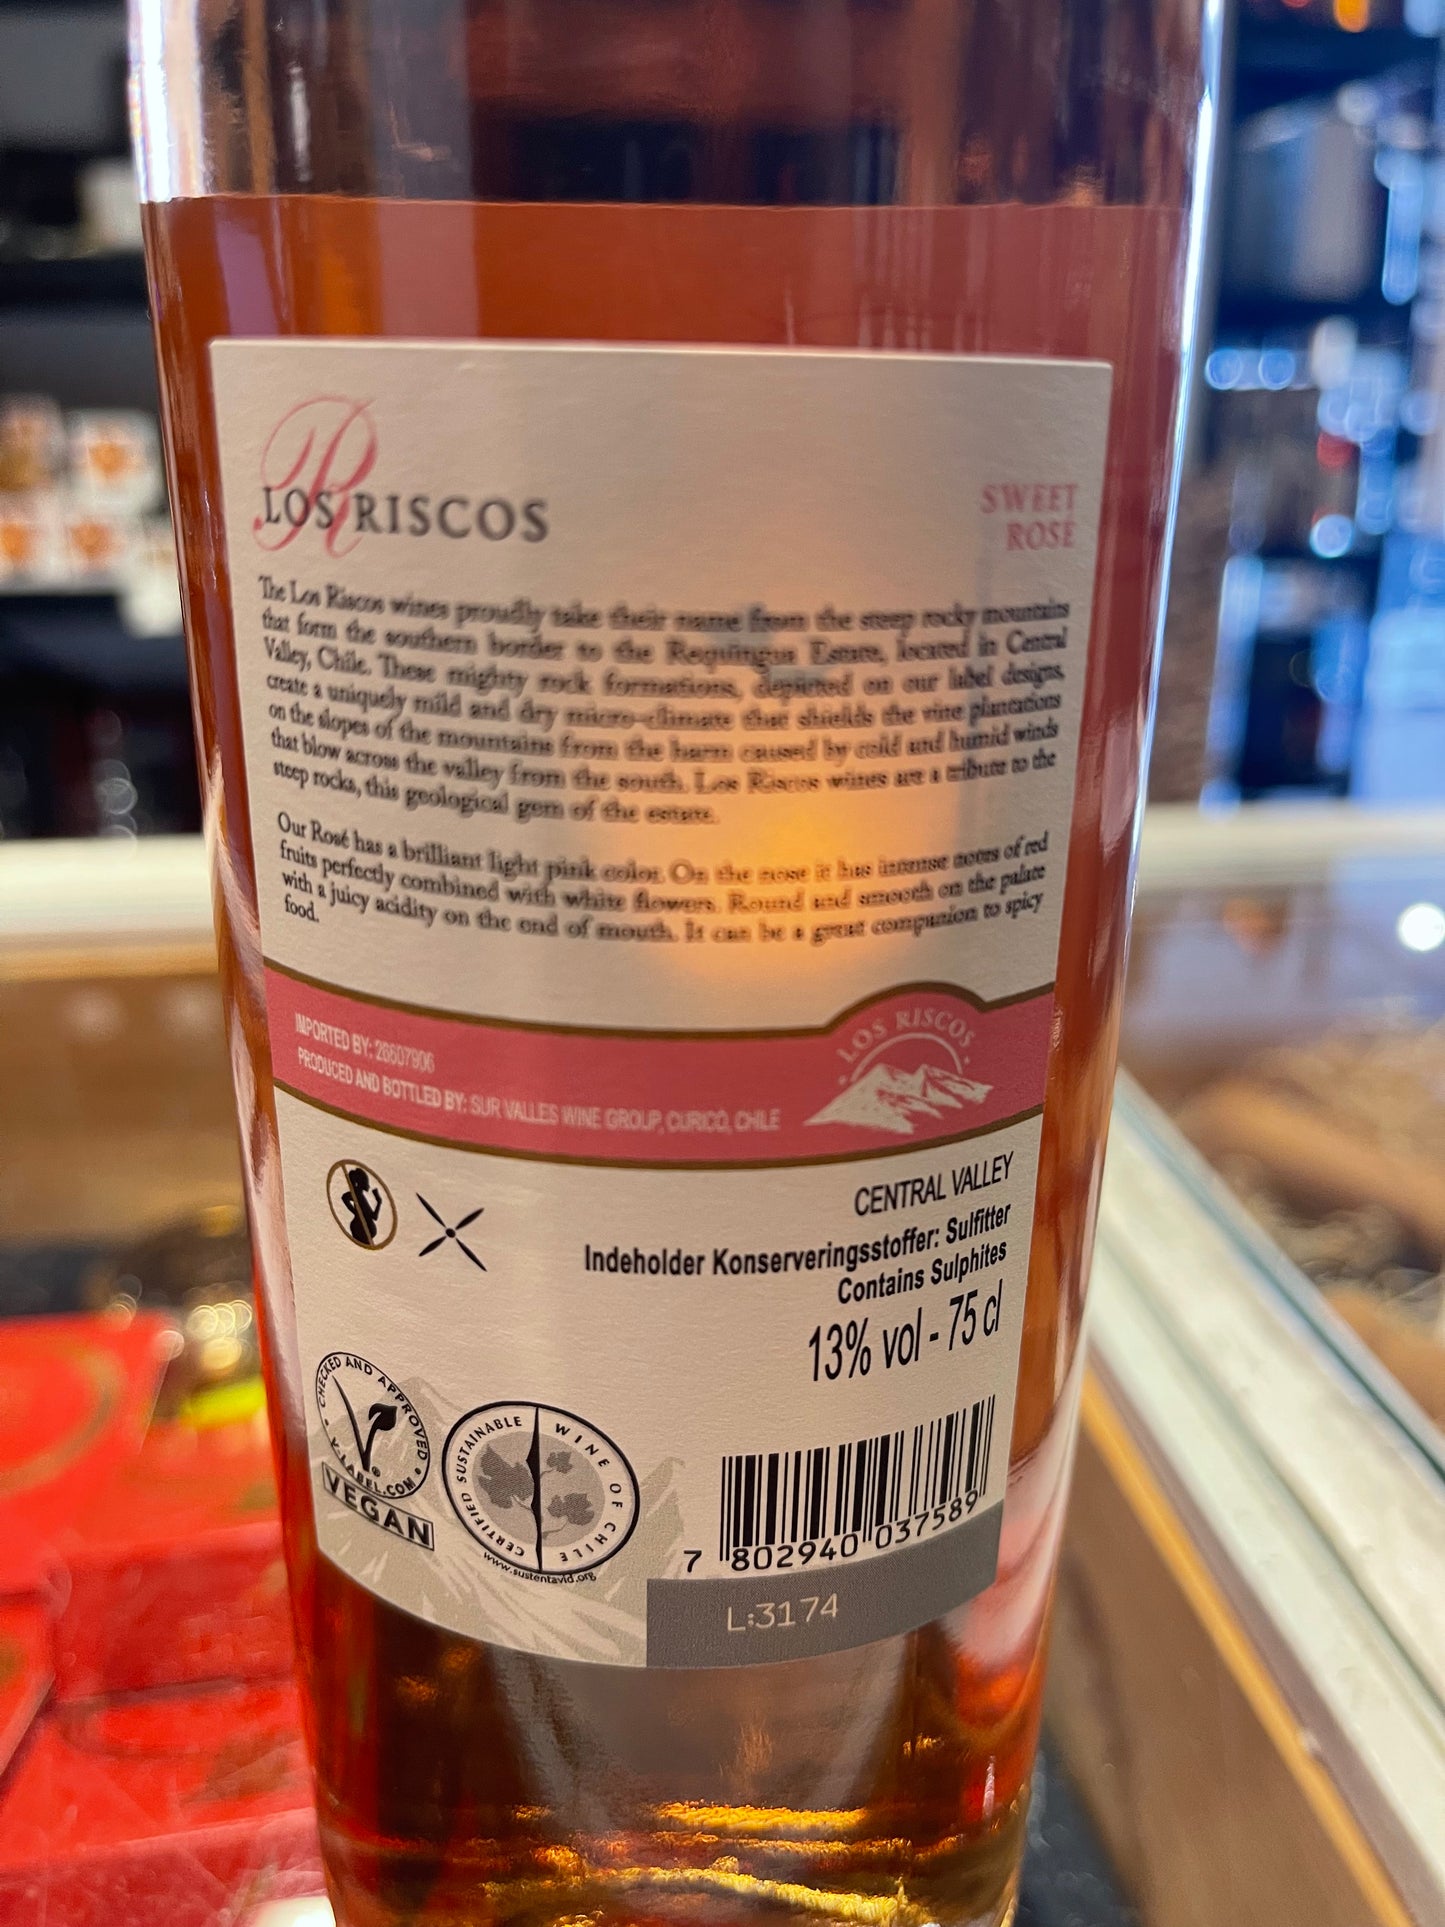 R
LOS RISCOS
SWEET
ROSÉ
The Los Riscos wines proudly take their name from the steep rocky mountains
that form the southern border to the Requingua Estate, located in Central
Valley, Chile. These mighty rock formations, depicted on our label designs,
create a uniquely mild and dry micro-climate that shields the vine plantations
on the slopes of the mountains from the harm caused by cold and humid winds
that blow across the valley from the south. Los Riscos wines are a tribute to the
steep rocks, this geological gem of the estate.
Our Rosé has a brilliant light pink color. On the nose it has intense notes of red
fruits perfectly combined with white flowers. Round and smooth on the palate
with a juicy acidity on the end of mouth. It can be a great companion to spicy
food.
LOS RISCOS
IMPORTED BY: 26607906
PRODUCED AND BOTTLED BY: SUR VALLES WINE GROUP, CURICÓ, CHILE
CENTRAL VALLEY
Indeholder Konserveringsstoffer: Sulfitter
Contains Sulphites
13% vol - 75 cl
CHECKED AND APPROVED
V-LABEL.COM
VEGAN
CERTIFIED SUSTAINABLE
WINE OF CHILE
www.sustentavid.org
7 802940 037589
L:3174